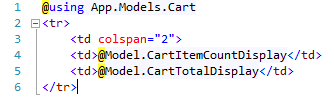 1 @using App.Models.Cart
2 <tr>
3 <td colspan="2">
4 <td>@Model.CartItemCountDisplay</td>
5 <td>@Model.CartTotalDisplay</td>
6 </tr>